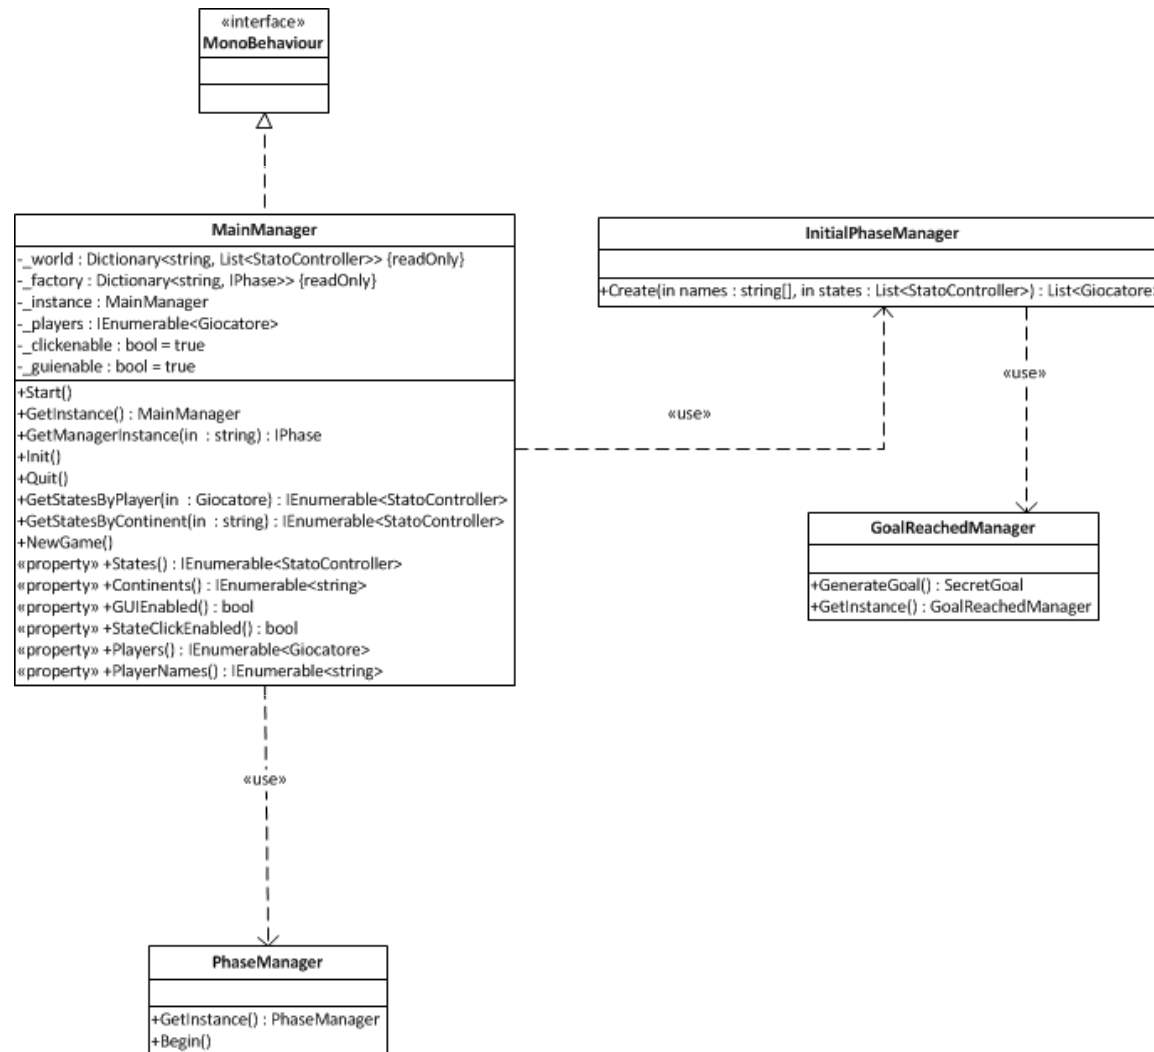 «interface»
MonoBehaviour
MainManager
-_world : Dictionary<string, List<StatoController>> {readOnly}
-_factory : Dictionary<string, IPhase>> {readOnly}
-_instance : MainManager
-_players : IEnumerable<Giocatore>
-_clickenable : bool = true
-_guienable : bool = true
+Start()
+GetInstance() : MainManager
+GetManagerInstance(in  : string) : IPhase
+Init()
+Quit()
+GetStatesByPlayer(in  : Giocatore) : IEnumerable<StatoController>
+GetStatesByContinent(in  : string) : IEnumerable<StatoController>
+NewGame()
«property» +States() : IEnumerable<StatoController>
«property» +Continents() : IEnumerable<string>
«property» +GUIEnabled() : bool
«property» +StateClickEnabled() : bool
«property» +Players() : IEnumerable<Giocatore>
«property» +PlayerNames() : IEnumerable<string>
«use»
InitialPhaseManager
+Create(in names : string[], in states : List<StatoController>) : List<Giocatore>
«use»
GoalReachedManager
+GenerateGoal() : SecretGoal
+GetInstance() : GoalReachedManager
«use»
PhaseManager
+GetInstance() : PhaseManager
+Begin()